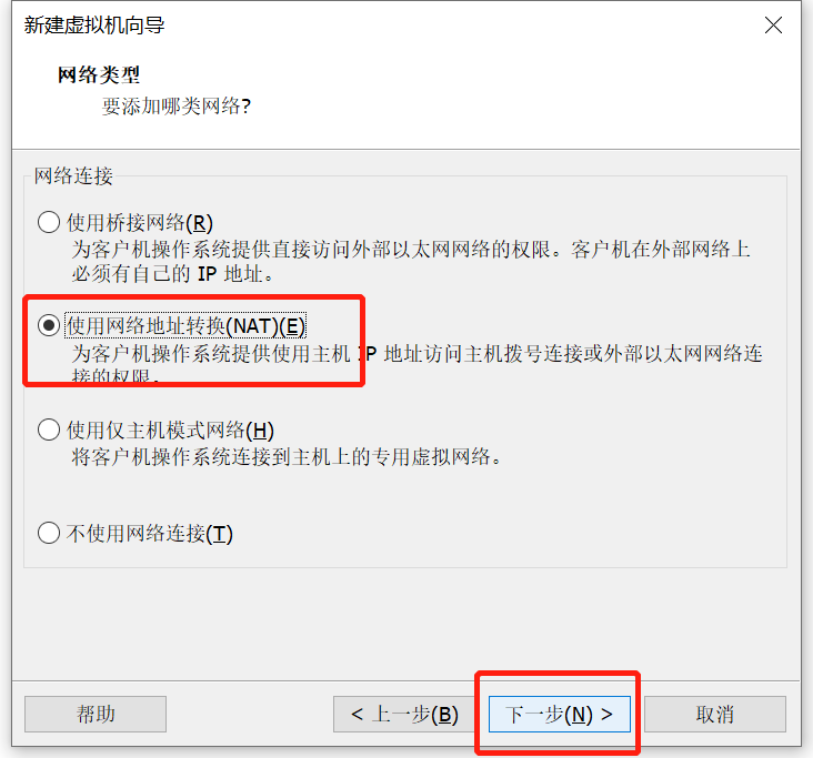 新建虚拟机向导
网络类型
要添加哪类网络?
网络连接
使用桥接网络(R)
为客户机操作系统提供直接访问外部以太网网络的权限。客户机在外部网络上
必须有自己的 IP 地址。
使用网络地址转换(NAT)(E)
为客户机操作系统提供使用主机 IP 地址访问主机拨号连接或外部以太网网络连
接的权限。
使用仅主机模式网络(H)
将客户机操作系统连接到主机上的专用虚拟网络。
不使用网络连接(T)
帮助
< 上一步(B)
下一步(N) >
取消